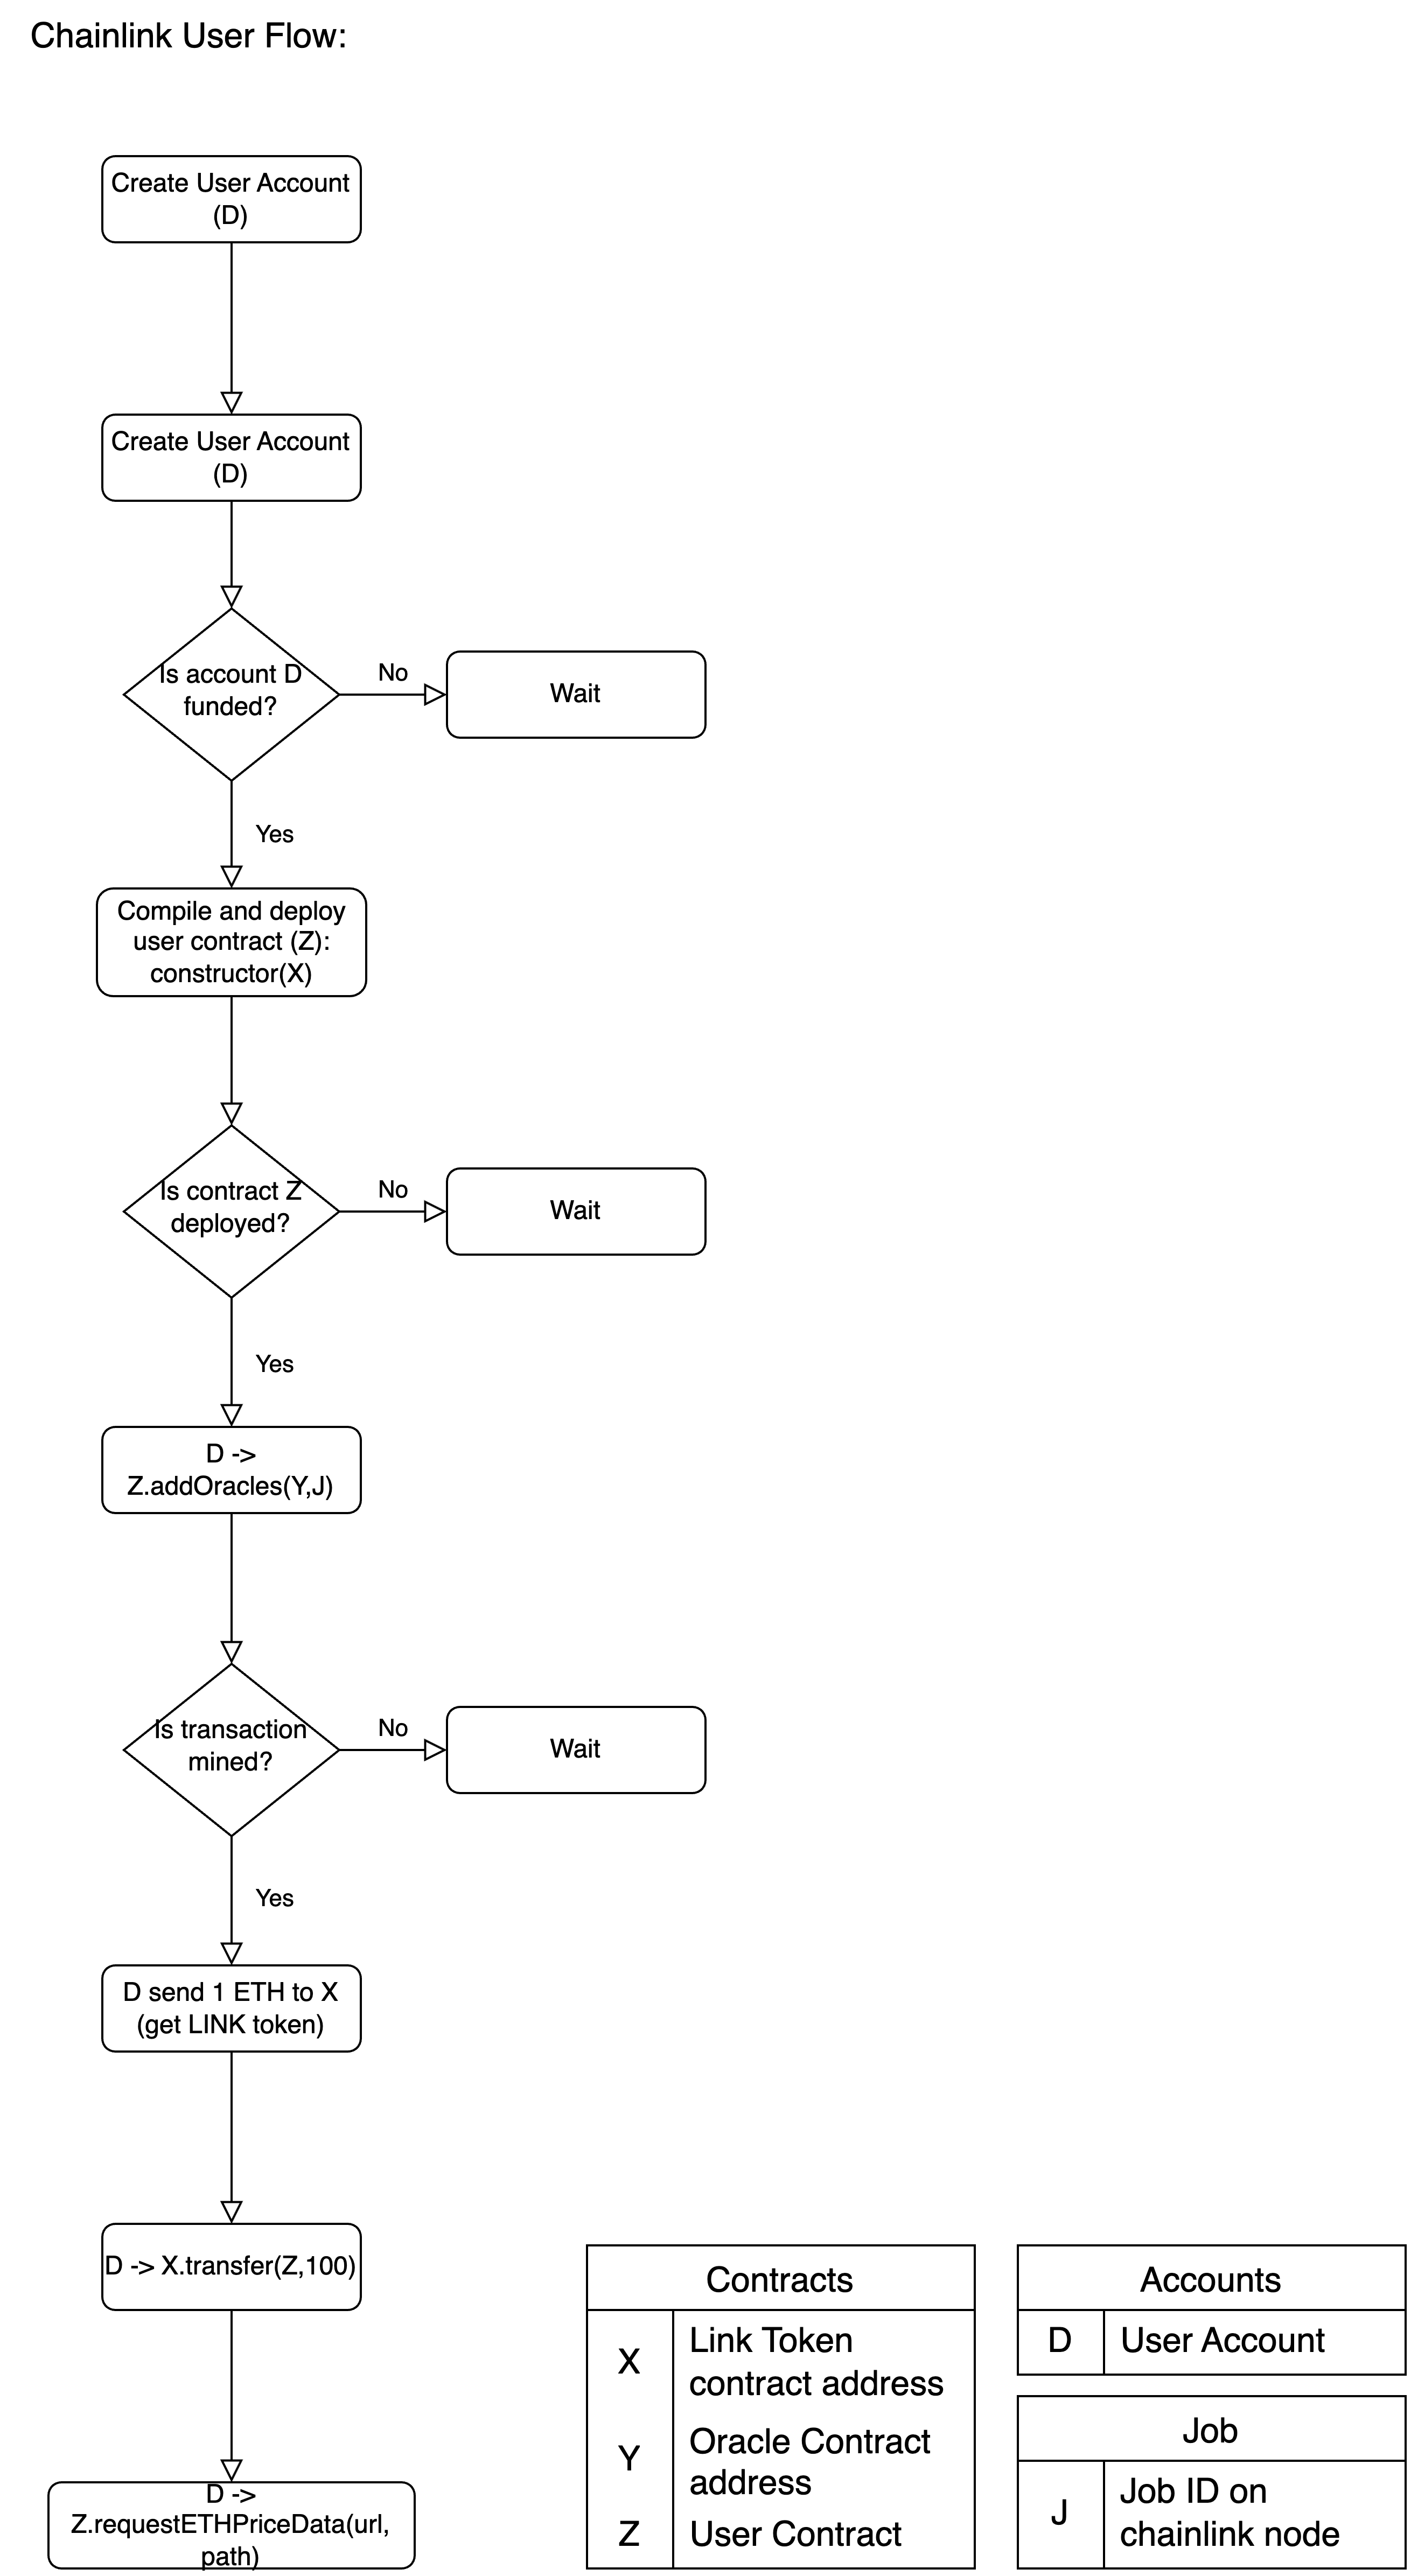 Chainlink User Flow:
Create User Account
(D)
Create User Account
(D)
Is account D
funded?
No
Wait
Yes
Compile and deploy
user contract (Z):
constructor(X)
Is contract Z
deployed?
No
Wait
Yes
D ->
Z.addOracles(Y,J)
Is transaction
mined?
No
Wait
Yes
D send 1 ETH to X
(get LINK token)
D -> X.transfer(Z,100)
D ->
Z.requestETHPriceData(url,
path)
Contracts
X
Link Token
contract address
Y
Oracle Contract
address
Z
User Contract
Accounts
D
User Account
Job
J
Job ID on
chainlink node